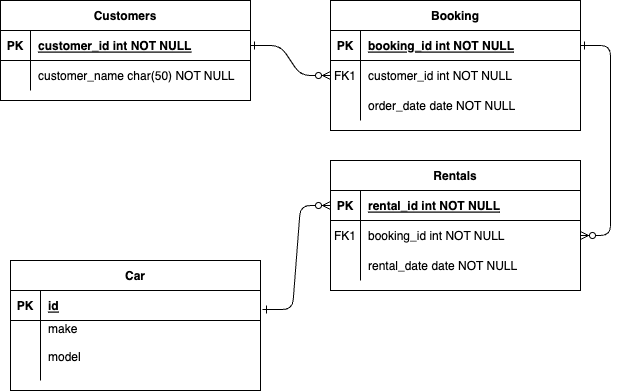 Customers
PK customer_id int NOT NULL
customer_name char(50) NOT NULL
Booking
PK booking_id int NOT NULL
FK1 customer_id int NOT NULL
order_date date NOT NULL
Rentals
PK rental_id int NOT NULL
FK1 booking_id int NOT NULL
rental_date date NOT NULL
Car
PK id
make
model